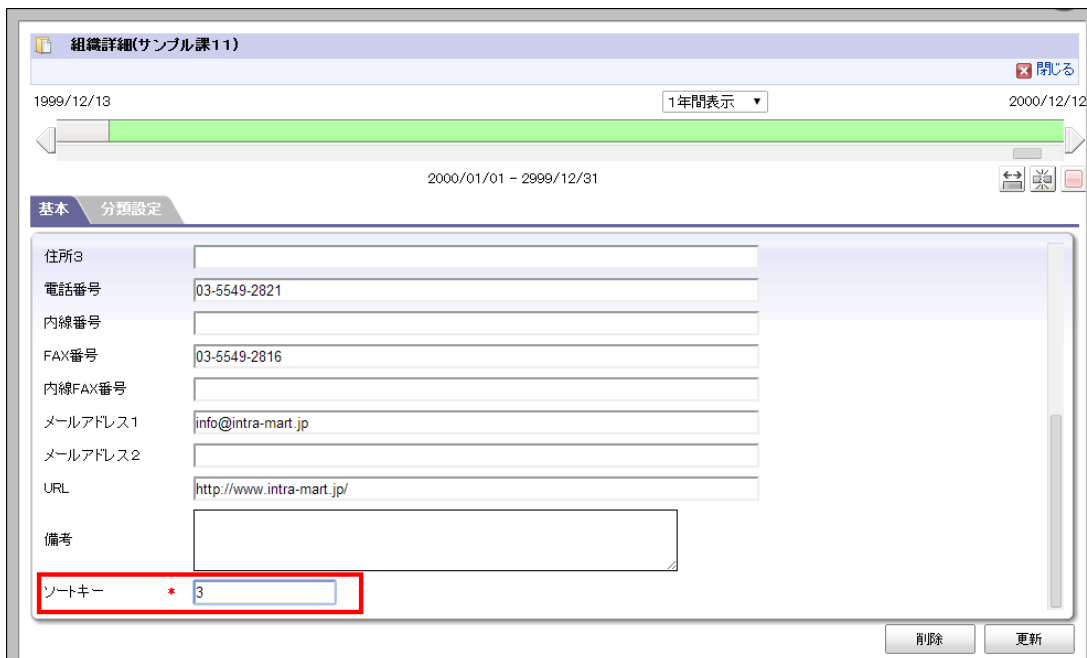 組織詳細(サンプル課11)
閉じる
1999/12/13 1年間表示 2000/12/12
2000/01/01 - 2999/12/31
基本 分類設定
住所3
電話番号 03-5549-2821
内線番号
FAX番号 03-5549-2816
内線FAX番号
メールアドレス1 info@intra-mart.jp
メールアドレス2
URL http://www.intra-mart.jp/
備考
ソートキー * 3
削除 更新